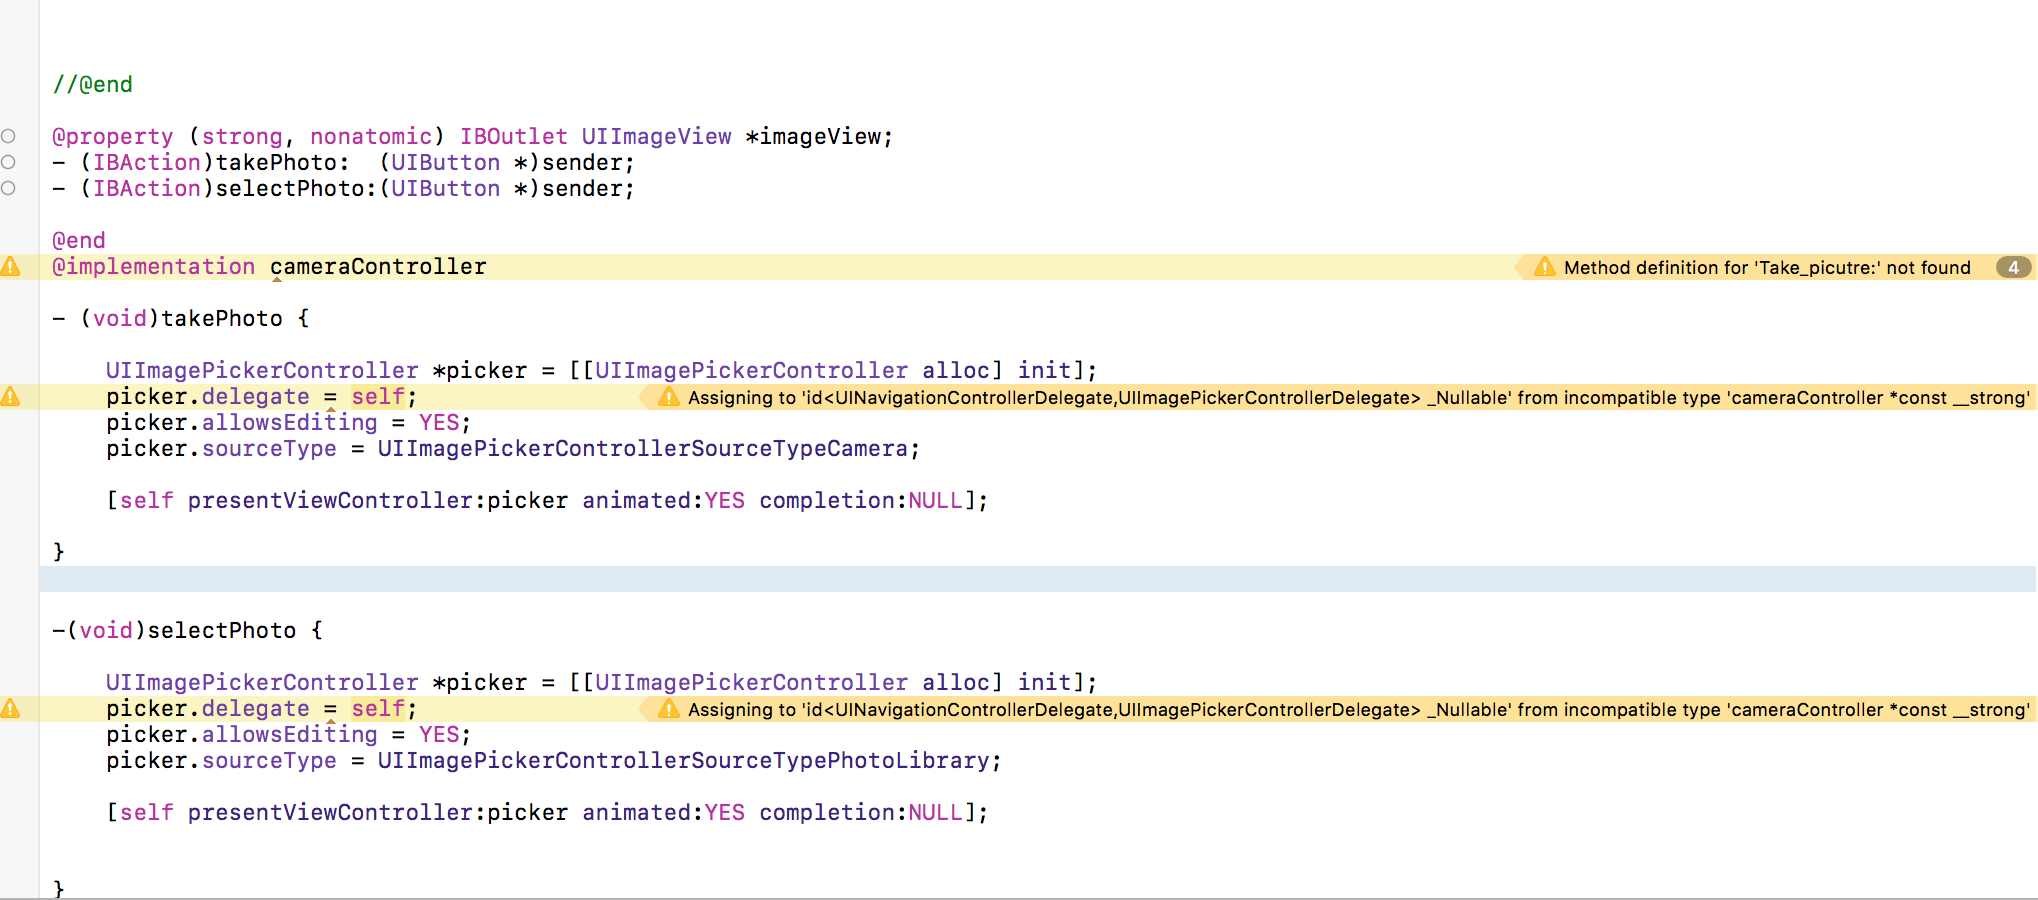 //@end
@property (strong, nonatomic) IBOutlet UIImageView *imageView;
- (IBAction)takePhoto:  (UIButton *)sender;
- (IBAction)selectPhoto:(UIButton *)sender;
@end
@implementation cameraController
Method definition for 'Take_picutre:' not found 4
- (void)takePhoto {
UIImagePickerController *picker = [[UIImagePickerController alloc] init];
picker.delegate = self;
Assigning to 'id<UINavigationControllerDelegate,UIImagePickerControllerDelegate> _Nullable' from incompatible type 'cameraController *const __strong'
picker.allowsEditing = YES;
picker.sourceType = UIImagePickerControllerSourceTypeCamera;
[self presentViewController:picker animated:YES completion:NULL];
}
-(void)selectPhoto {
UIImagePickerController *picker = [[UIImagePickerController alloc] init];
picker.delegate = self;
Assigning to 'id<UINavigationControllerDelegate,UIImagePickerControllerDelegate> _Nullable' from incompatible type 'cameraController *const __strong'
picker.allowsEditing = YES;
picker.sourceType = UIImagePickerControllerSourceTypePhotoLibrary;
[self presentViewController:picker animated:YES completion:NULL];
}